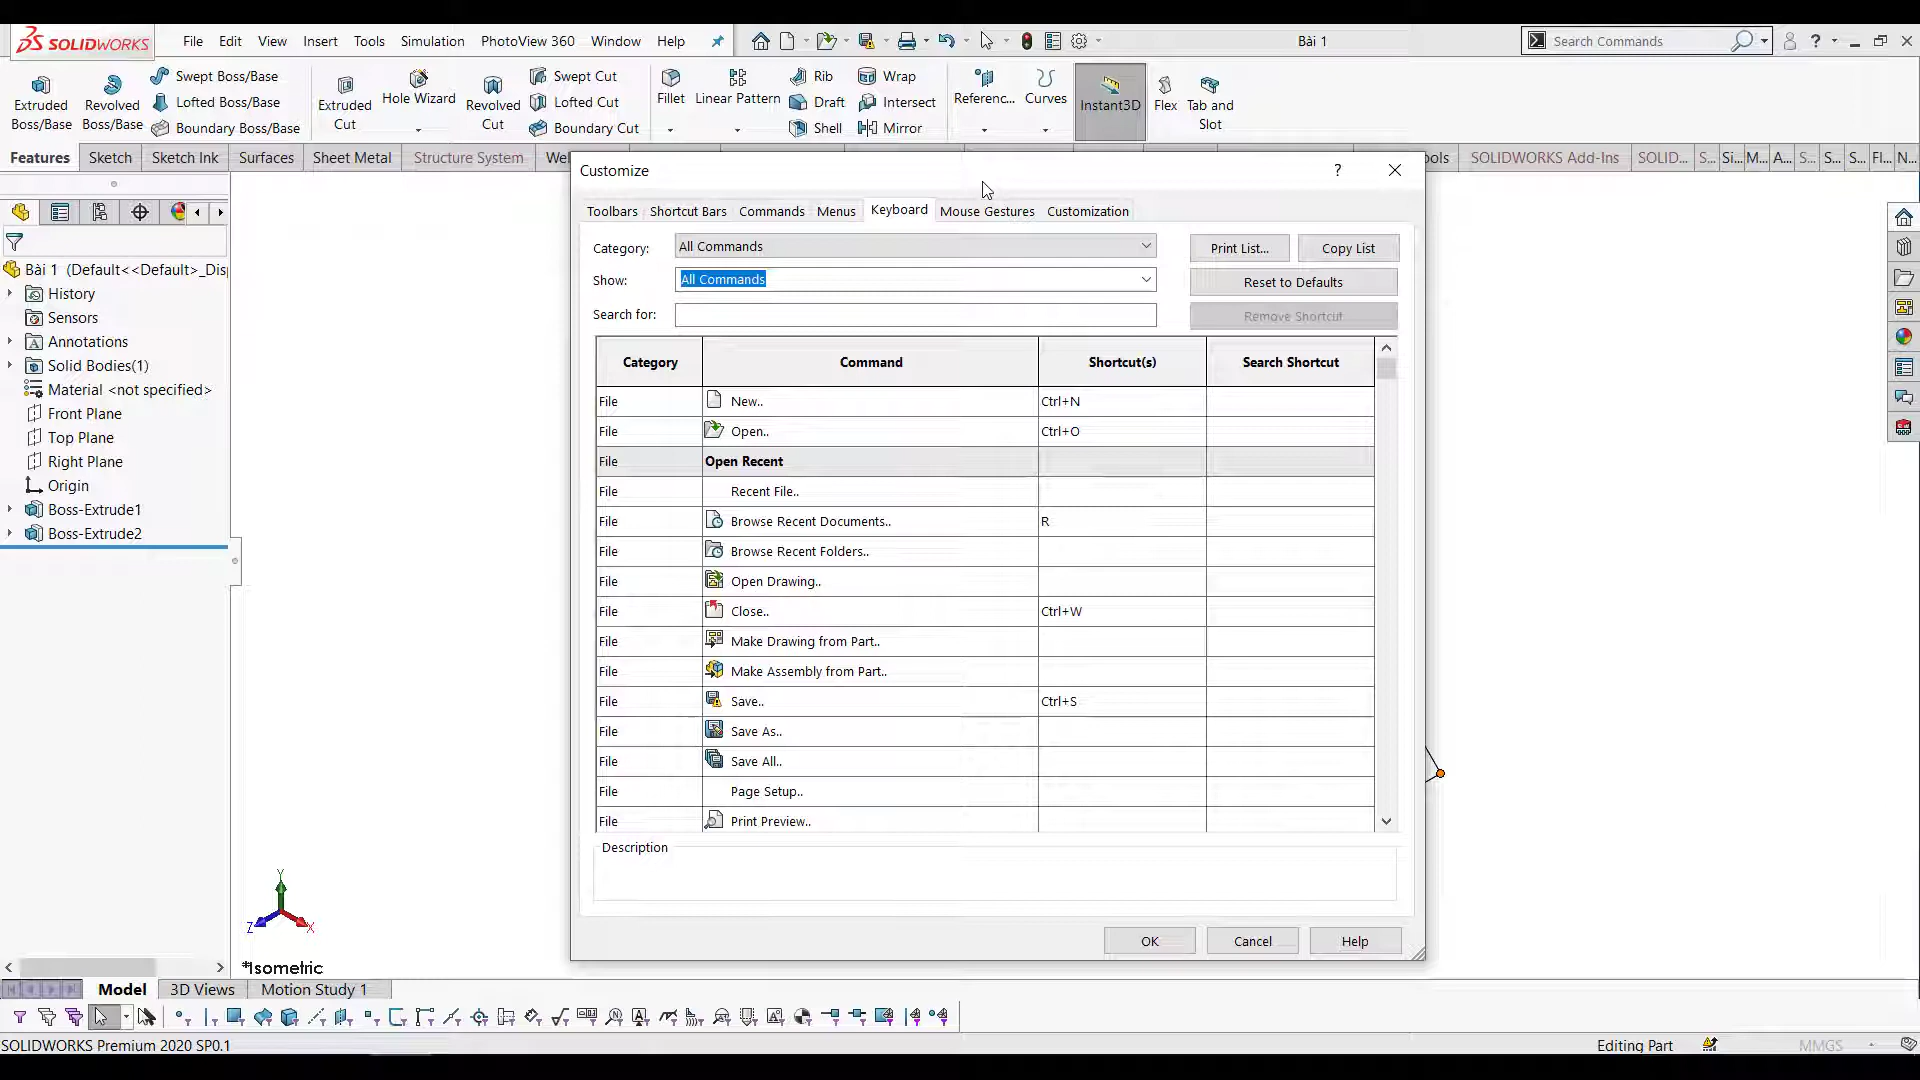 SOLIDWORKS File Edit View Insert Tools Simulation PhotoView 360 Window Help Bài 1 Search Commands
Extruded Boss/Base
Revolved Boss/Base
Swept Boss/Base
Lofted Boss/Base
Boundary Boss/Base
Extruded Cut
Hole Wizard
Revolved Cut
Swept Cut
Lofted Cut
Boundary Cut
Fillet
Linear Pattern
Rib
Draft
Shell
Wrap
Intersect
Mirror
Referenc...
Curves
Instant3D
Flex
Tab and Slot
Features Sketch Sketch Ink Surfaces Sheet Metal Structure System SOLIDWORKS Add-Ins SOLID... S... Si... M... A... S... S... S... Fl... N...
Bài 1 (Default<<Default>_Disp
History
Sensors
Annotations
Solid Bodies(1)
Material <not specified>
Front Plane
Top Plane
Right Plane
Origin
Boss-Extrude1
Boss-Extrude2
Customize ?
Toolbars Shortcut Bars Commands Menus Keyboard Mouse Gestures Customization
Category: All Commands Print List... Copy List
Show: All Commands Reset to Defaults
Search for: Remove Shortcut
Category Command Shortcut(s) Search Shortcut
File New.. Ctrl+N
File Open.. Ctrl+O
File Open Recent
File Recent File..
File Browse Recent Documents.. R
File Browse Recent Folders..
File Open Drawing..
File Close.. Ctrl+W
File Make Drawing from Part..
File Make Assembly from Part..
File Save.. Ctrl+S
File Save As..
File Save All..
File Page Setup..
File Print Preview..
Description
OK Cancel Help
Y
Z X
*Isometric
Model 3D Views Motion Study 1
SOLIDWORKS Premium 2020 SP0.1 Editing Part MMGS